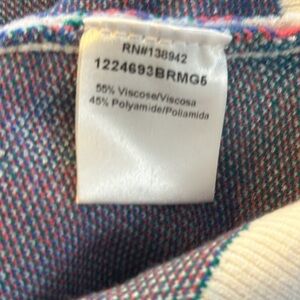 RN#138942
1224693BRMG5
55% Viscose/Viscosa
45% Polyamide/Poliamida